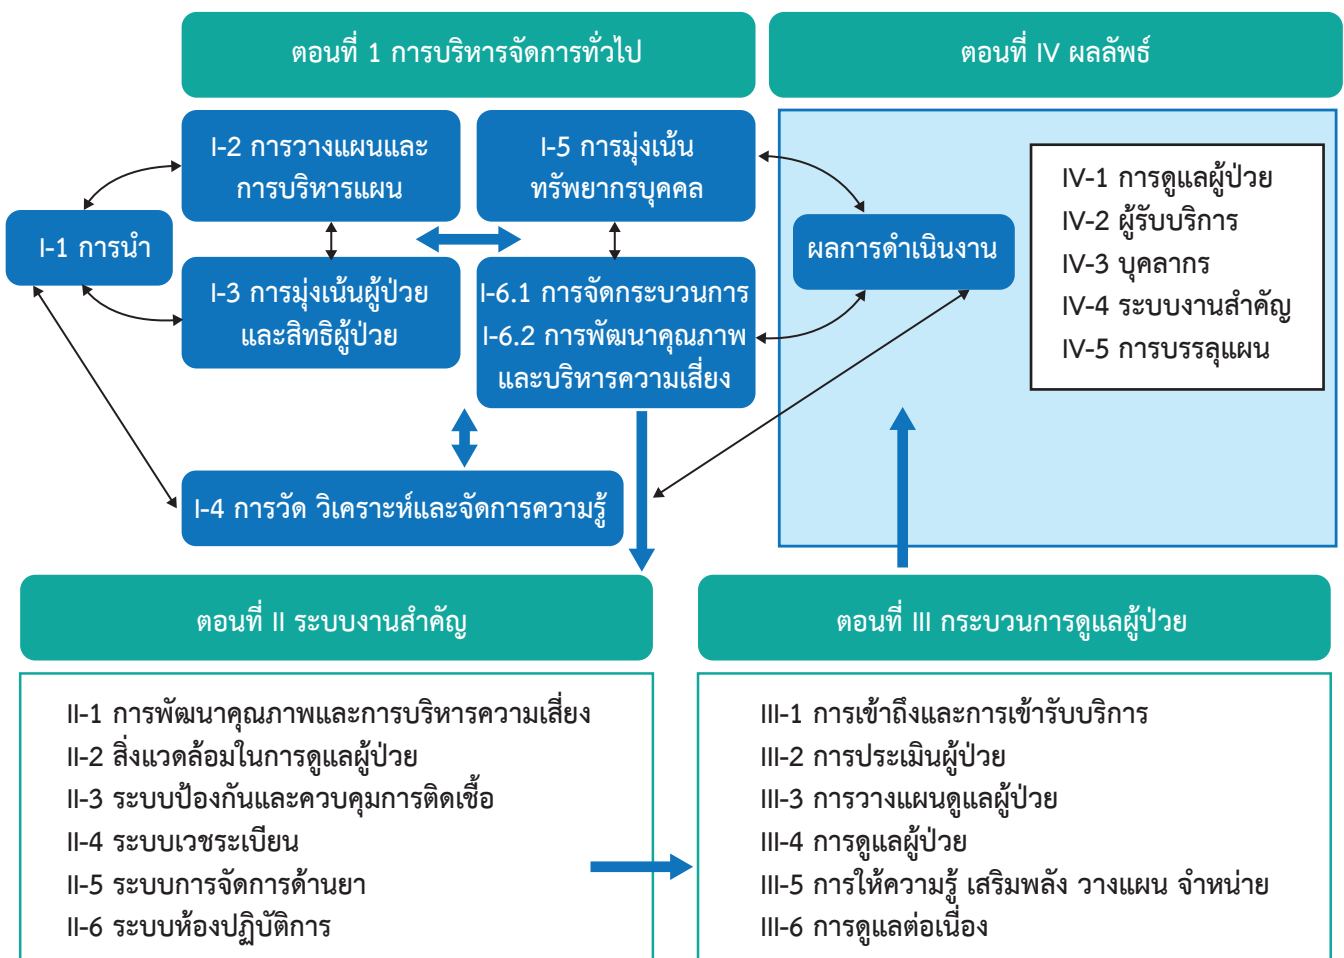 ตอนที่ 1 การบริหารจัดการทั่วไป
ตอนที่ IV ผลลัพธ์
I-2 การวางแผนและ
การบริหารแผน
I-5 การมุ่งเน้น
ทรัพยากรบุคคล
I-1 การนำ
I-3 การมุ่งเน้นผู้ป่วย
และสิทธิผู้ป่วย
I-6.1 การจัดกระบวนการ
I-6.2 การพัฒนาคุณภาพ
และบริหารความเสี่ยง
ผลการดำเนินงาน
IV-1 การดูแลผู้ป่วย
IV-2 ผู้รับบริการ
IV-3 บุคลากร
IV-4 ระบบงานสำคัญ
IV-5 การบรรลุแผน
I-4 การวัด วิเคราะห์และจัดการความรู้
ตอนที่ II ระบบงานสำคัญ
II-1 การพัฒนาคุณภาพและการบริหารความเสี่ยง
II-2 สิ่งแวดล้อมในการดูแลผู้ป่วย
II-3 ระบบป้องกันและควบคุมการติดเชื้อ
II-4 ระบบเวชระเบียน
II-5 ระบบการจัดการด้านยา
II-6 ระบบห้องปฏิบัติการ
ตอนที่ III กระบวนการดูแลผู้ป่วย
III-1 การเข้าถึงและการเข้ารับบริการ
III-2 การประเมินผู้ป่วย
III-3 การวางแผนดูแลผู้ป่วย
III-4 การดูแลผู้ป่วย
III-5 การให้ความรู้ เสริมพลัง วางแผน จำหน่าย
III-6 การดูแลต่อเนื่อง